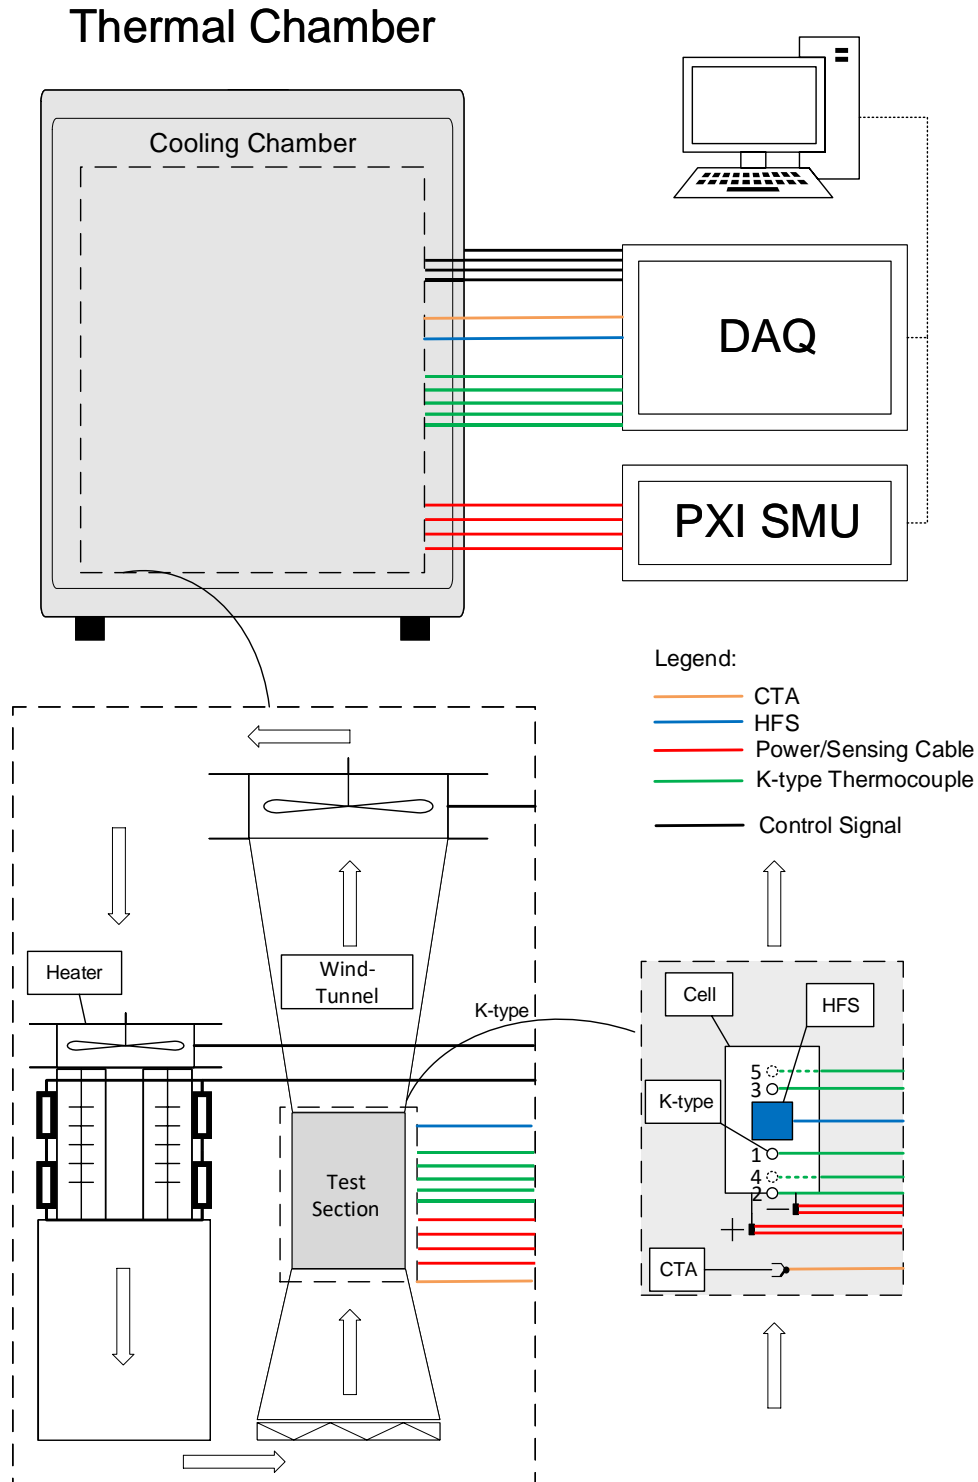 Thermal Chamber
Cooling Chamber
DAQ
PXI SMU
Legend:
CTA
HFS
Power/Sensing Cable
K-type Thermocouple
Control Signal
Heater
Wind-
Tunnel
K-type
Test
Section
Cell
HFS
K-type
5
3
1
4
2
−
+
CTA